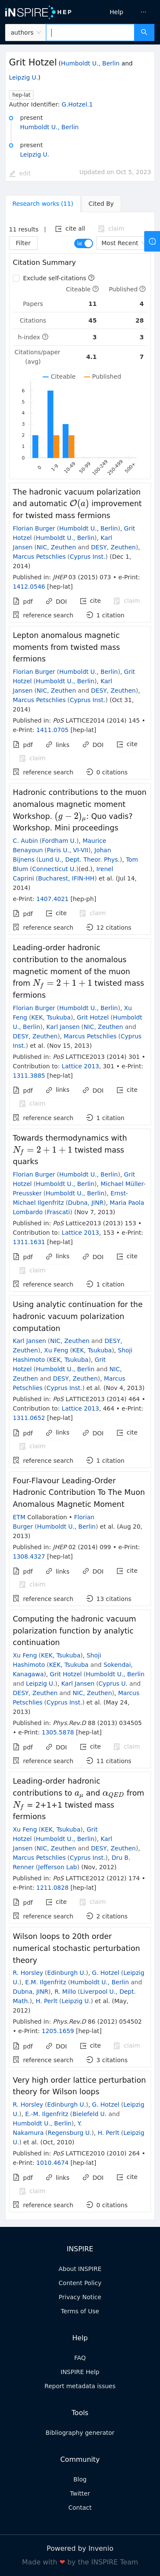 iNSPIRE HEP
Help
authors
Grit Hotzel (Humboldt U., Berlin and
Leipzig U.)
hep-lat
Author Identifier: G.Hotzel.1
present
Humboldt U., Berlin
present
Leipzig U.
edit
Updated on Oct 5, 2023
Research works (11)
Cited By
11 results | cite all claim
Filter
Most Recent
Citation Summary
Exclude self-citations
Citeable Published
Papers 11 4
Citations 45 28
h-index 3 3
Citations/paper 4.1 7
(avg)
Citeable Published
6
5
4
3
2
1
0
0 1-9 10-49 50-99 100-249 250-499 500+
The hadronic vacuum polarization
and automatic O(a) improvement
for twisted mass fermions
Florian Burger (Humboldt U., Berlin), Grit
Hotzel (Humboldt U., Berlin), Karl
Jansen (NIC, Zeuthen and DESY, Zeuthen),
Marcus Petschlies (Cyprus Inst.) (Dec 1,
2014)
Published in: JHEP 03 (2015) 073 • e-Print:
1412.0546 [hep-lat]
pdf DOI cite claim
reference search 1 citation
Lepton anomalous magnetic
moments from twisted mass
fermions
Florian Burger (Humboldt U., Berlin), Grit
Hotzel (Humboldt U., Berlin), Karl
Jansen (NIC, Zeuthen and DESY, Zeuthen),
Marcus Petschlies (Cyprus Inst.) (Oct 31,
2014)
Published in: PoS LATTICE2014 (2014) 145 •
e-Print: 1411.0705 [hep-lat]
pdf links DOI cite
claim
reference search 0 citations
Hadronic contributions to the muon
anomalous magnetic moment
Workshop. (g − 2)μ: Quo vadis?
Workshop. Mini proceedings
C. Aubin (Fordham U.), Maurice
Benayoun (Paris U., VI-VII), Johan
Bijnens (Lund U., Dept. Theor. Phys.), Tom
Blum (Connecticut U.)(ed.), Irinel
Caprini (Bucharest, IFIN-HH) et al. (Jul 14,
2014)
e-Print: 1407.4021 [hep-ph]
pdf cite claim
reference search 12 citations
Leading-order hadronic
contribution to the anomalous
magnetic moment of the muon
from Nf = 2 + 1 + 1 twisted mass
fermions
Florian Burger (Humboldt U., Berlin), Xu
Feng (KEK, Tsukuba), Grit Hotzel (Humboldt
U., Berlin), Karl Jansen (NIC, Zeuthen and
DESY, Zeuthen), Marcus Petschlies (Cyprus
Inst.) (Nov 15, 2013)
Published in: PoS LATTICE2013 (2014) 301 •
Contribution to: Lattice 2013, 301 • e-Print:
1311.3885 [hep-lat]
pdf links DOI cite
claim
reference search 1 citation
Towards thermodynamics with
Nf = 2 + 1 + 1 twisted mass
quarks
Florian Burger (Humboldt U., Berlin), Grit
Hotzel (Humboldt U., Berlin), Michael Müller-
Preussker (Humboldt U., Berlin), Ernst-
Michael Ilgenfritz (Dubna, JINR), Maria Paola
Lombardo (Frascati) (Nov 7, 2013)
Published in: PoS Lattice2013 (2013) 153 •
Contribution to: Lattice 2013, 153 • e-Print:
1311.1631 [hep-lat]
pdf links DOI cite
claim
reference search 1 citation
Using analytic continuation for the
hadronic vacuum polarization
computation
Karl Jansen (NIC, Zeuthen and DESY,
Zeuthen), Xu Feng (KEK, Tsukuba), Shoji
Hashimoto (KEK, Tsukuba), Grit
Hotzel (Humboldt U., Berlin and NIC,
Zeuthen and DESY, Zeuthen), Marcus
Petschlies (Cyprus Inst.) et al. (Nov 4, 2013)
Published in: PoS LATTICE2013 (2014) 464 •
Contribution to: Lattice 2013, 464 • e-Print:
1311.0652 [hep-lat]
pdf links DOI cite
claim
reference search 1 citation
Four-Flavour Leading-Order
Hadronic Contribution To The Muon
Anomalous Magnetic Moment
ETM Collaboration • Florian
Burger (Humboldt U., Berlin) et al. (Aug 20,
2013)
Published in: JHEP 02 (2014) 099 • e-Print:
1308.4327 [hep-lat]
pdf links DOI cite
claim
reference search 13 citations
Computing the hadronic vacuum
polarization function by analytic
continuation
Xu Feng (KEK, Tsukuba), Shoji
Hashimoto (KEK, Tsukuba and Sokendai,
Kanagawa), Grit Hotzel (Humboldt U., Berlin
and Leipzig U.), Karl Jansen (Cyprus U. and
DESY, Zeuthen and NIC, Zeuthen), Marcus
Petschlies (Cyprus Inst.) et al. (May 24,
2013)
Published in: Phys.Rev.D 88 (2013) 034505
• e-Print: 1305.5878 [hep-lat]
pdf DOI cite claim
reference search 11 citations
Leading-order hadronic
contributions to aμ and αQED from
Nf = 2+1+1 twisted mass
fermions
Xu Feng (KEK, Tsukuba), Grit
Hotzel (Humboldt U., Berlin), Karl
Jansen (NIC, Zeuthen and DESY, Zeuthen),
Marcus Petschlies (Cyprus Inst.), Dru B.
Renner (Jefferson Lab) (Nov, 2012)
Published in: PoS LATTICE2012 (2012) 174 •
e-Print: 1211.0828 [hep-lat]
pdf cite claim
reference search 2 citations
Wilson loops to 20th order
numerical stochastic perturbation
theory
R. Horsley (Edinburgh U.), G. Hotzel (Leipzig
U.), E.M. Ilgenfritz (Humboldt U., Berlin and
Dubna, JINR), R. Millo (Liverpool U., Dept.
Math.), H. Perlt (Leipzig U.) et al. (May,
2012)
Published in: Phys.Rev.D 86 (2012) 054502
• e-Print: 1205.1659 [hep-lat]
pdf DOI cite claim
reference search 3 citations
Very high order lattice perturbation
theory for Wilson loops
R. Horsley (Edinburgh U.), G. Hotzel (Leipzig
U.), E.-M. Ilgenfritz (Bielefeld U. and
Humboldt U., Berlin), Y.
Nakamura (Regensburg U.), H. Perlt (Leipzig
U.) et al. (Oct, 2010)
Published in: PoS LATTICE2010 (2010) 264 •
e-Print: 1010.4674 [hep-lat]
pdf links DOI cite
claim
reference search 0 citations
INSPIRE
About INSPIRE
Content Policy
Privacy Notice
Terms of Use
Help
FAQ
INSPIRE Help
Report metadata issues
Tools
Bibliography generator
Community
Blog
Twitter
Contact
Powered by Invenio
Made with ❤ by the INSPIRE Team